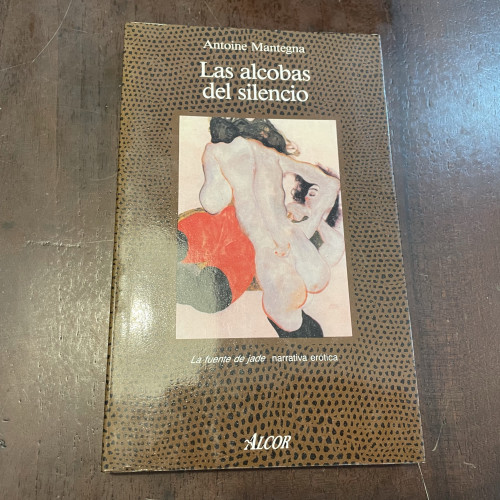 Antoine Mantegna
Las alcobas
del silencio
La fuente de jade narrativa erotica
ALCOR